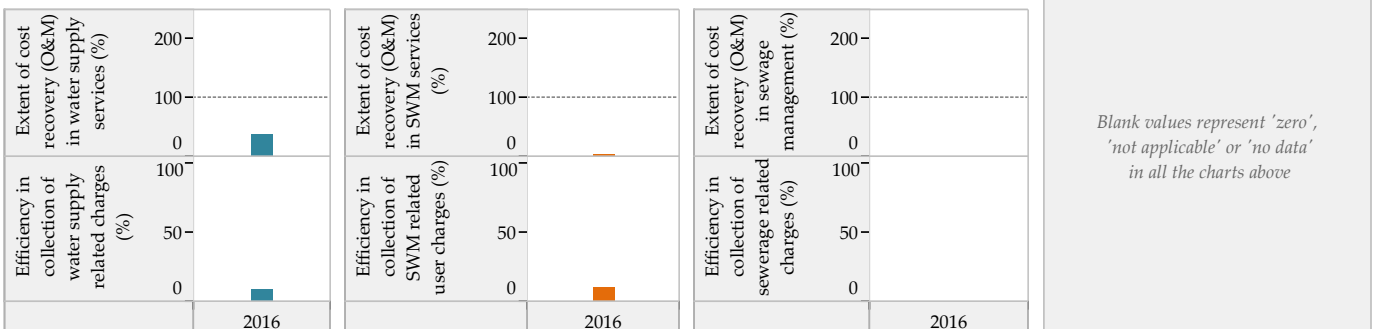 Extent of cost
recovery (O&M)
in water supply
services (%)
200
100
0
Efficiency in
collection of
water supply
related charges
(%)
100
50
0
2016
Extent of cost
recovery (O&M)
in SWM services
(%)
200
100
0
Efficiency in
collection of
SWM related
user charges (%)
100
50
0
2016
Extent of cost
recovery (O&M)
in sewage
management (%)
200
100
0
Efficiency in
collection of
sewerage related
charges (%)
100
50
0
2016
Blank values represent 'zero',
'not applicable' or 'no data'
in all the charts above